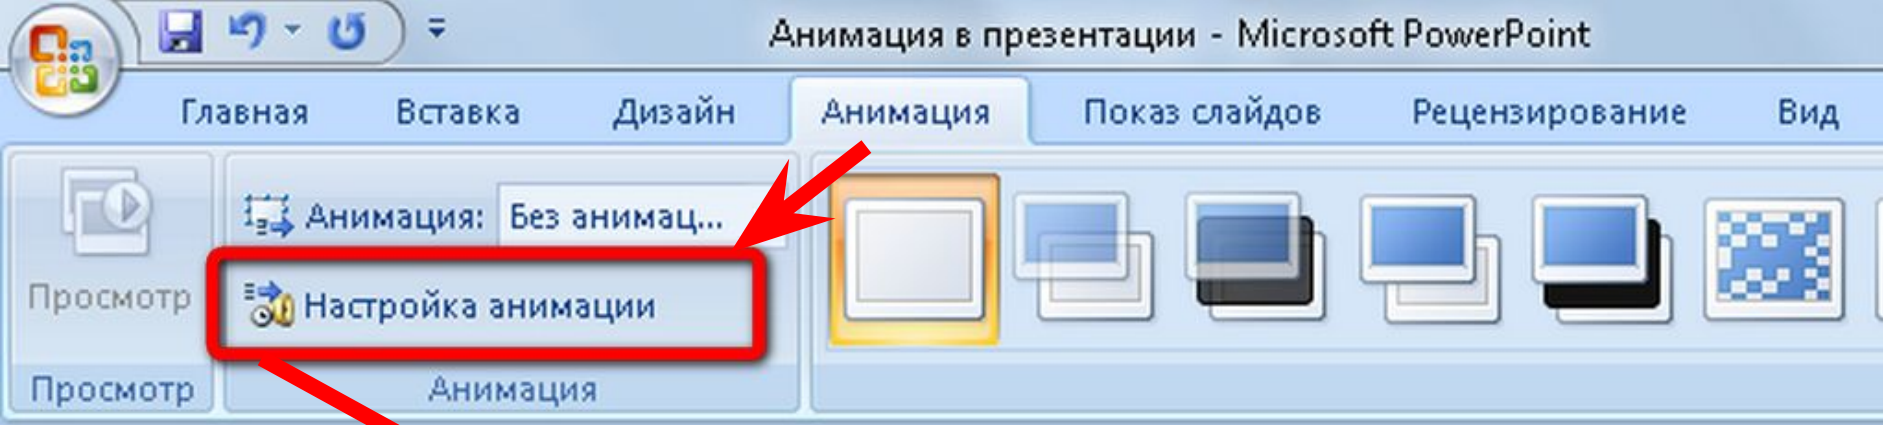 Анимация в презентации - Microsoft PowerPoint
Главная Вставка Дизайн Анимация Показ слайдов Рецензирование Вид
Анимация: Без анимац...
Просмотр
Настройка анимации
Просмотр
Анимация